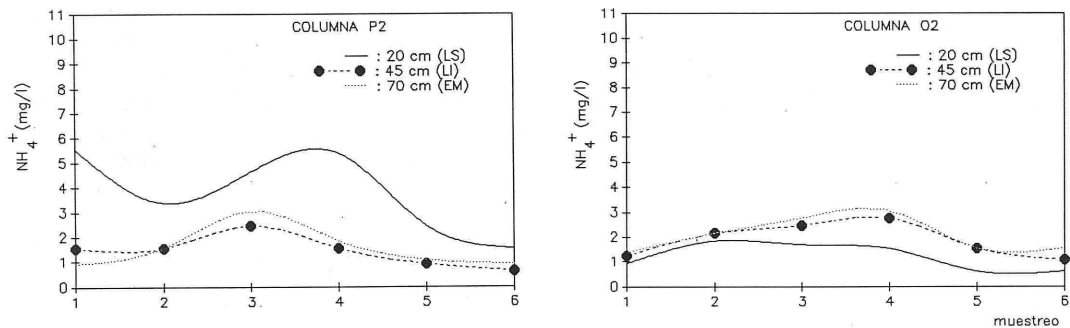 COLUMNA P2
: 20 cm (LS)
: 45 cm (LI)
: 70 cm (EM)
NH4+ (mg/l)
11
10
9
8
7
6
5
4
3
2
1
0
1 2 3 4 5 6
COLUMNA O2
: 20 cm (LS)
: 45 cm (LI)
: 70 cm (EM)
NH4+ (mg/l)
11
10
9
8
7
6
5
4
3
2
1
0
1 2 3 4 5 6
muestreo